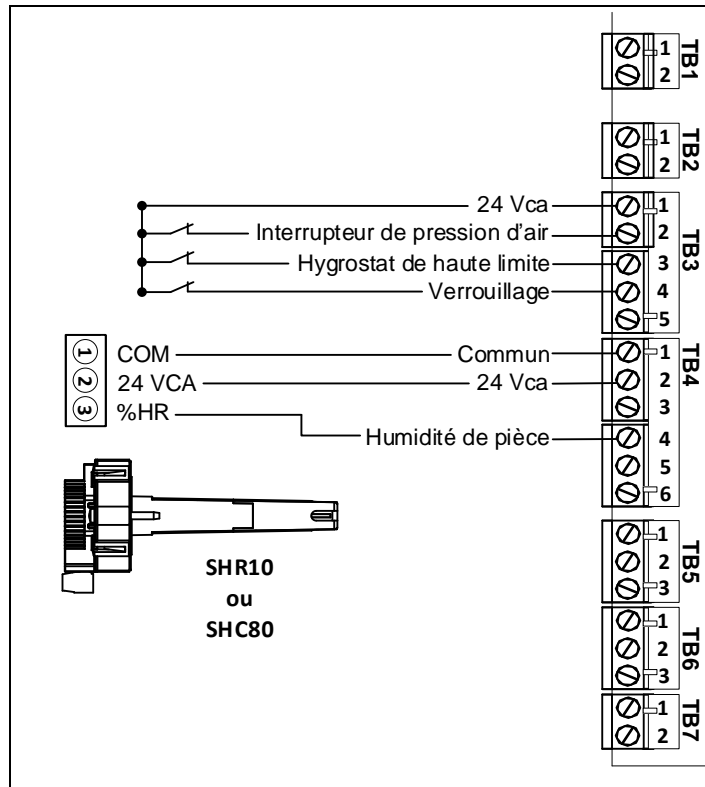 1
2
TB1
1
2
TB2
24 Vca
1
Interrupteur de pression d'air
2
Hygrostat de haute limite
3
Verrouillage
4
5
TB3
1 COM
Commun
1
2 24 VCA
24 Vca
2
3 %HR
3
Humidité de pièce
4
5
6
TB4
SHR10
ou
SHC80
1
2
3
TB5
1
2
3
TB6
1
2
TB7